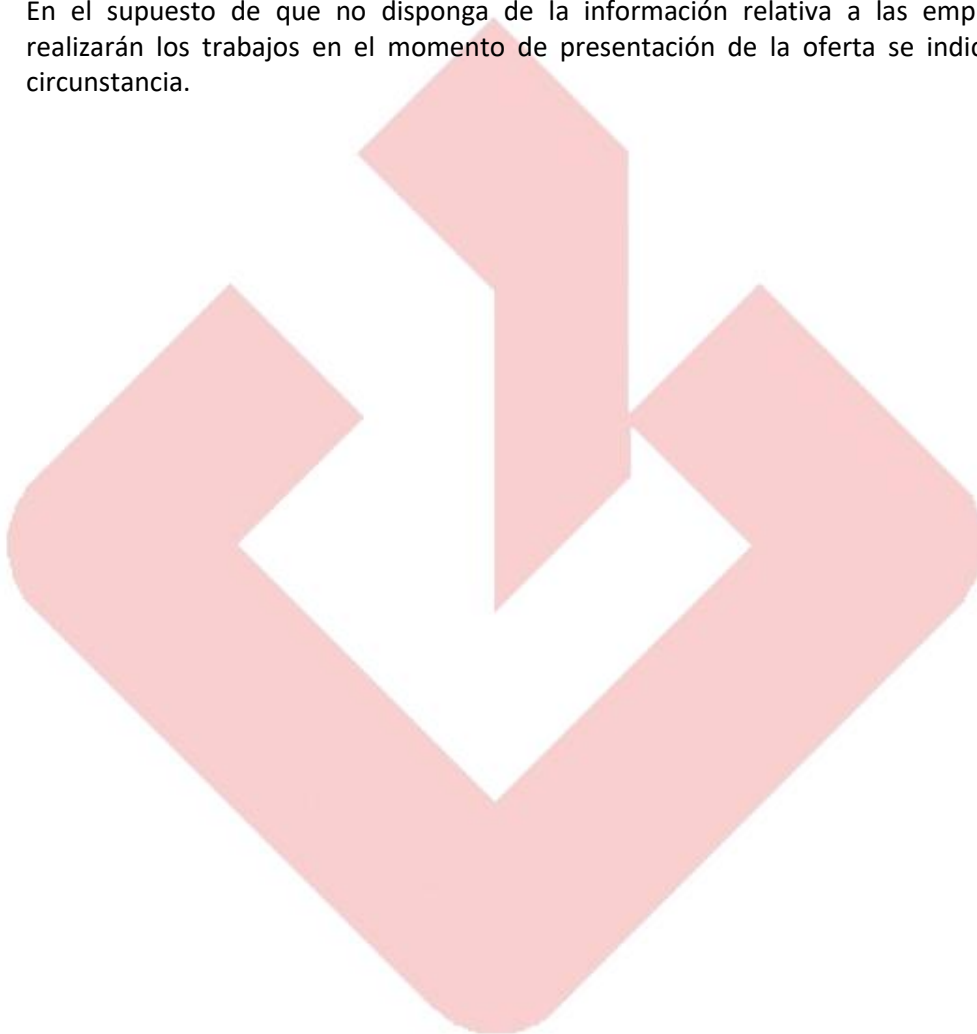 En el supuesto de que no disponga de la información relativa a las emp
realizarán los trabajos en el momento de presentación de la oferta se indic
circunstancia.